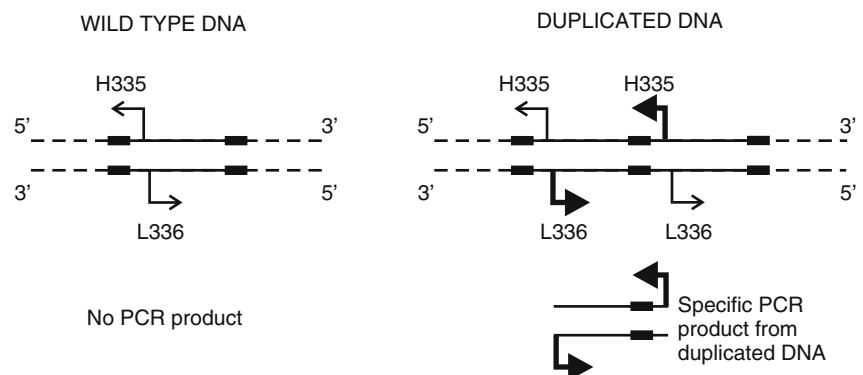 WILD TYPE DNA
H335
5’
3’
3’
5’
L336
No PCR product
DUPLICATED DNA
H335
H335
5’
3’
3’
5’
L336
L336
Specific PCR
product from
duplicated DNA